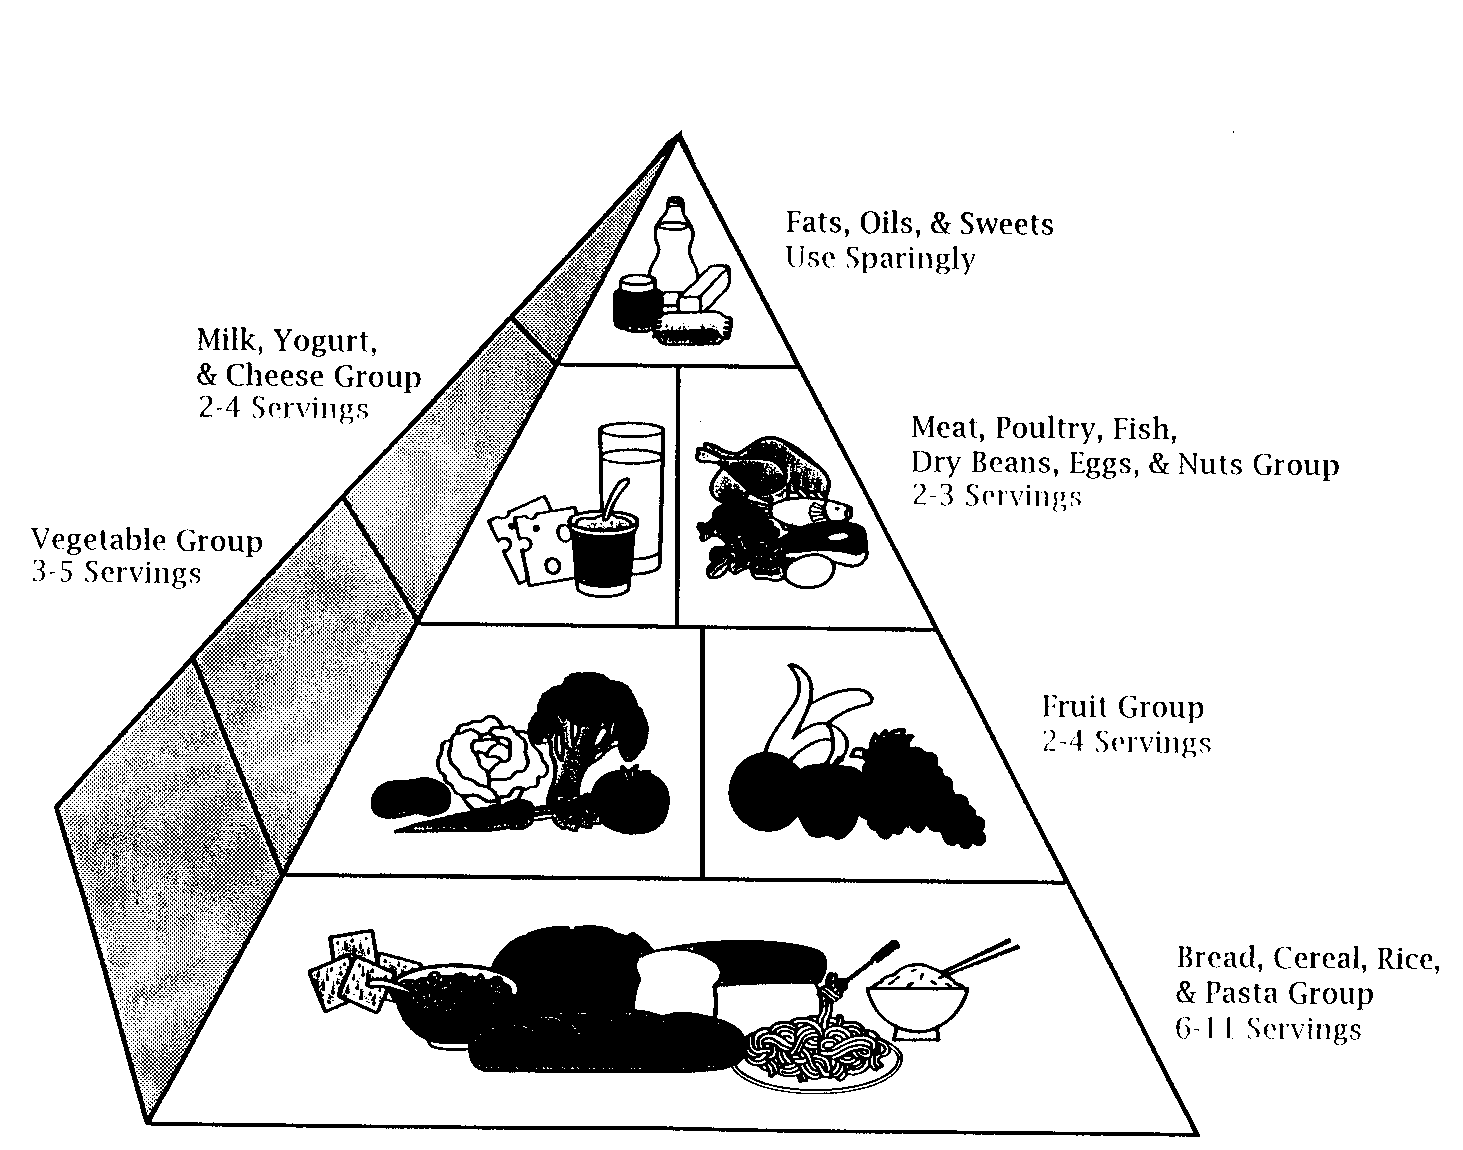 Fats, Oils, & Sweets
Use Sparingly
Milk, Yogurt,
& Cheese Group
2-4 Servings
Meat, Poultry, Fish,
Dry Beans, Eggs, & Nuts Group
2-3 Servings
Vegetable Group
3-5 Servings
Fruit Group
2-4 Servings
Bread, Cereal, Rice,
& Pasta Group
6-11 Servings